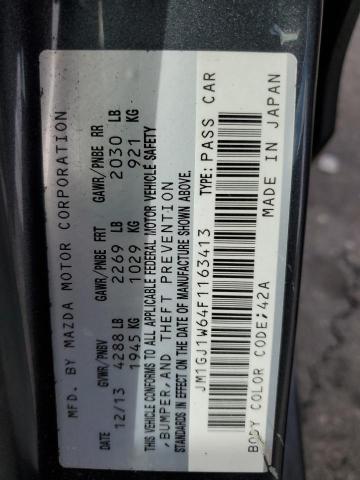 MFD. BY MAZDA MOTOR CORPORATION
GVWR/PNBV GAWR/PNBE FRT GAWR/PNBE RR
DATE 12/13 4288 LB 2269 LB 2030 LB
1945 KG 1029 KG 921 KG
THIS VEHICLE CONFORMS TO ALL APPLICABLE FEDERAL MOTOR VEHICLE SAFETY
,BUMPER,AND THEFT PREVENTION
STANDARDS IN EFFECT ON THE DATE OF MANUFACTURE SHOWN ABOVE.
JM1GJ1W64F1163413 TYPE: PASS CAR
BODY COLOR CODE;42A MADE IN JAPAN